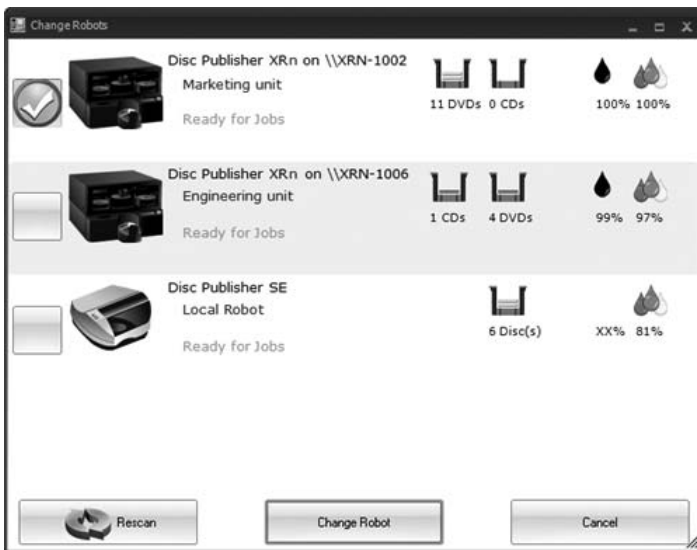 Change Robots
Disc Publisher XRn on \\XRN-1002
Marketing unit
Ready for Jobs
11 DVDs 0 CDs
100% 100%
Disc Publisher XRn on \\XRN-1006
Engineering unit
Ready for Jobs
1 CDs 4 DVDs
99% 97%
Disc Publisher SE
Local Robot
Ready for Jobs
6 Disc(s)
XX% 81%
Rescan
Change Robot
Cancel